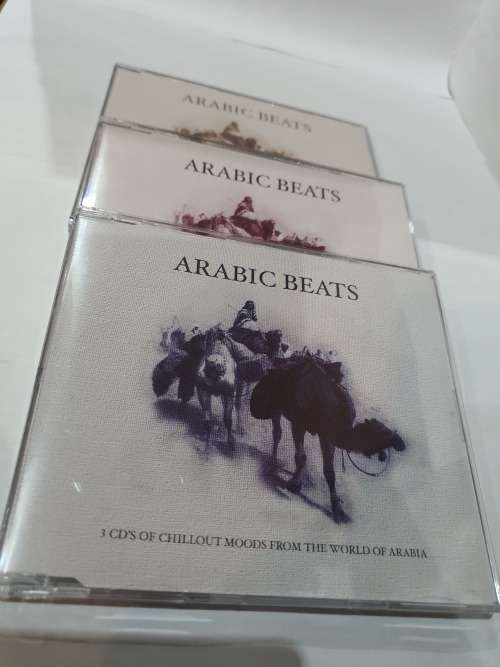 ARABIC BEATS
ARABIC BEATS
ARABIC BEATS
3 CD'S OF CHILLOUT MOODS FROM THE WORLD OF ARABIA